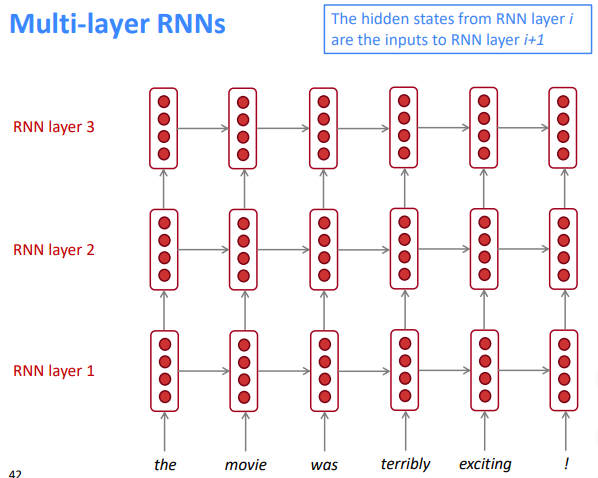 Multi-layer RNNs
The hidden states from RNN layer i
are the inputs to RNN layer i+1
RNN layer 3
RNN layer 2
RNN layer 1
the movie was terribly exciting !
42